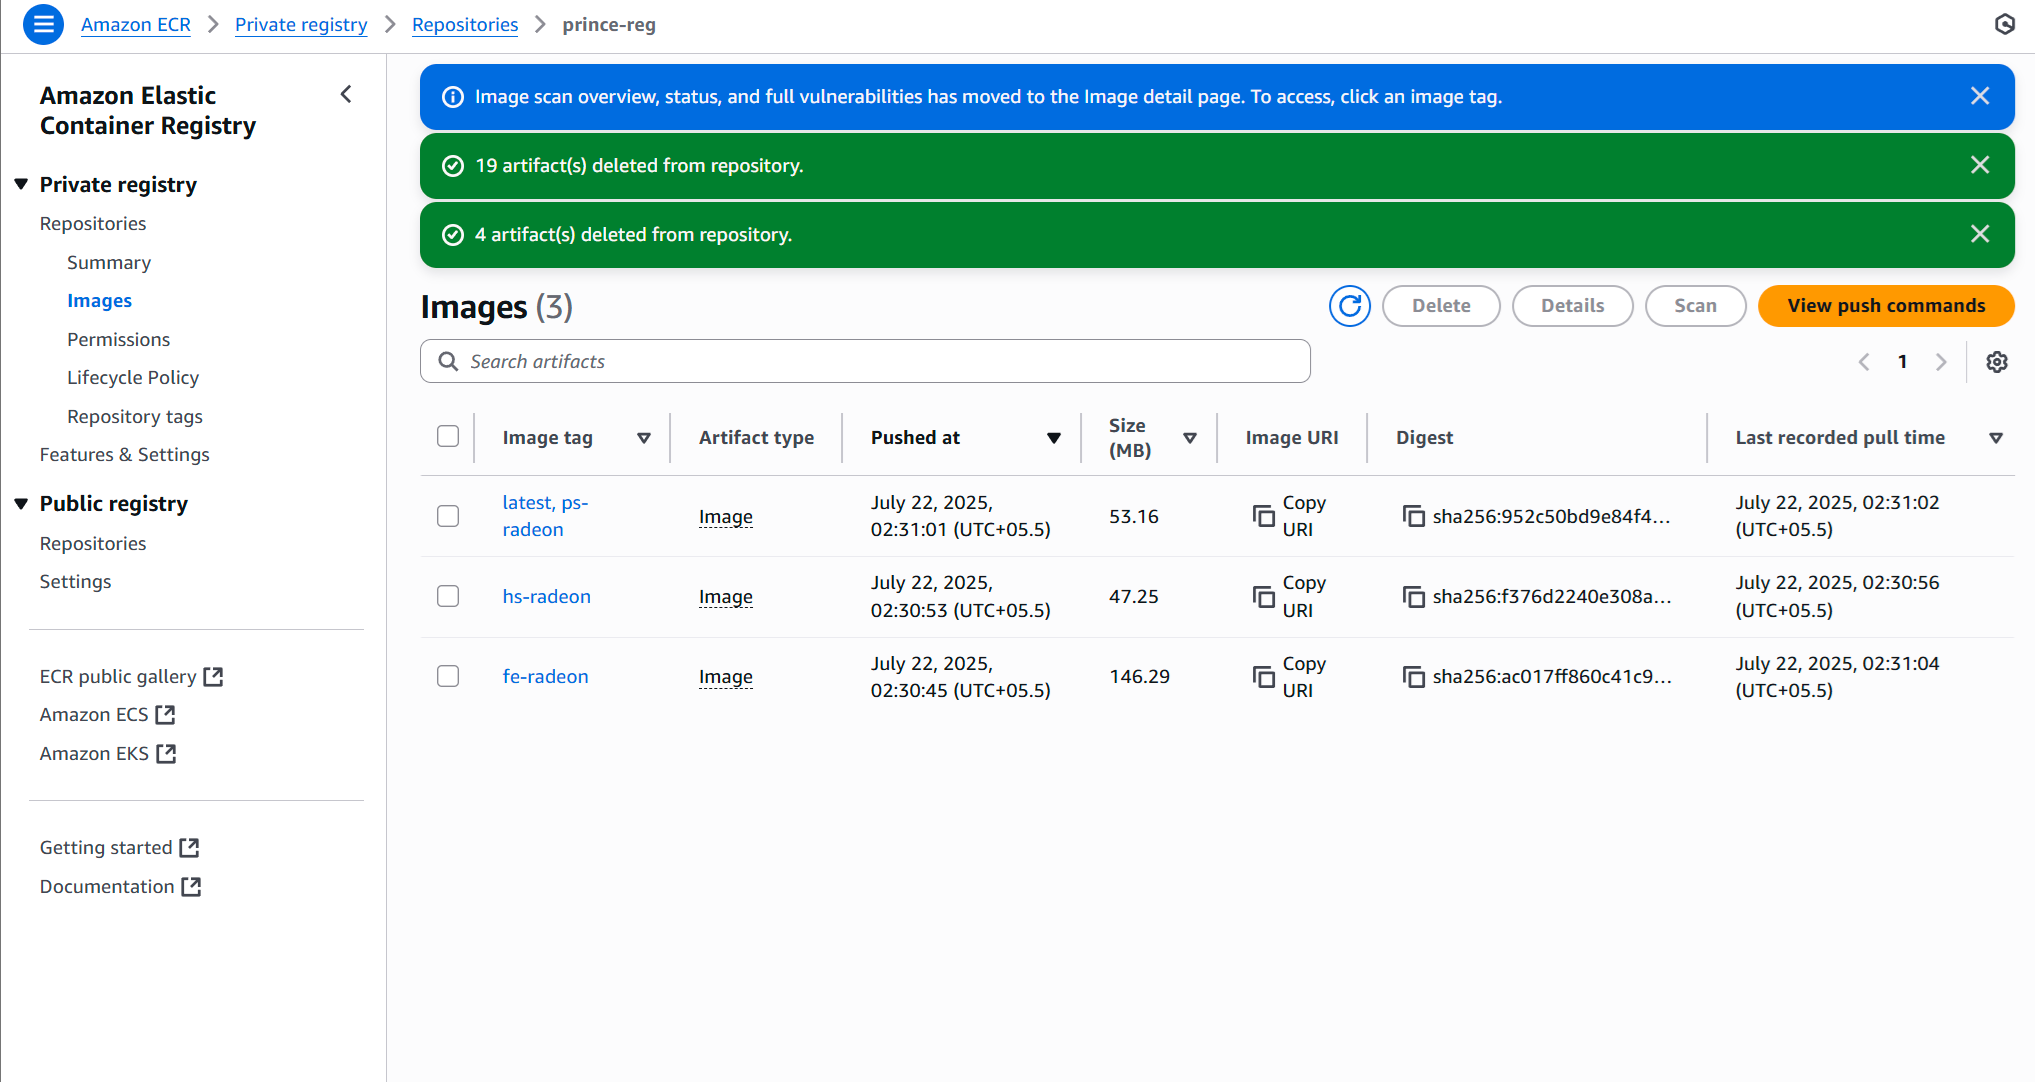 Amazon ECR > Private registry > Repositories > prince-reg
Amazon Elastic
Container Registry
Private registry
Repositories
Summary
Images
Permissions
Lifecycle Policy
Repository tags
Features & Settings
Public registry
Repositories
Settings
ECR public gallery
Amazon ECS
Amazon EKS
Getting started
Documentation
Image scan overview, status, and full vulnerabilities has moved to the Image detail page. To access, click an image tag.
19 artifact(s) deleted from repository.
4 artifact(s) deleted from repository.
Images (3)
Delete
Details
Scan
View push commands
Search artifacts
1
Image tag
Artifact type
Pushed at
Size
(MB)
Image URI
Digest
Last recorded pull time
latest, ps-
radeon
Image
July 22, 2025,
02:31:01 (UTC+05.5)
53.16
Copy
URI
sha256:952c50bd9e84f4...
July 22, 2025, 02:31:02
(UTC+05.5)
hs-radeon
Image
July 22, 2025,
02:30:53 (UTC+05.5)
47.25
Copy
URI
sha256:f376d2240e308a...
July 22, 2025, 02:30:56
(UTC+05.5)
fe-radeon
Image
July 22, 2025,
02:30:45 (UTC+05.5)
146.29
Copy
URI
sha256:ac017ff860c41c9...
July 22, 2025, 02:31:04
(UTC+05.5)